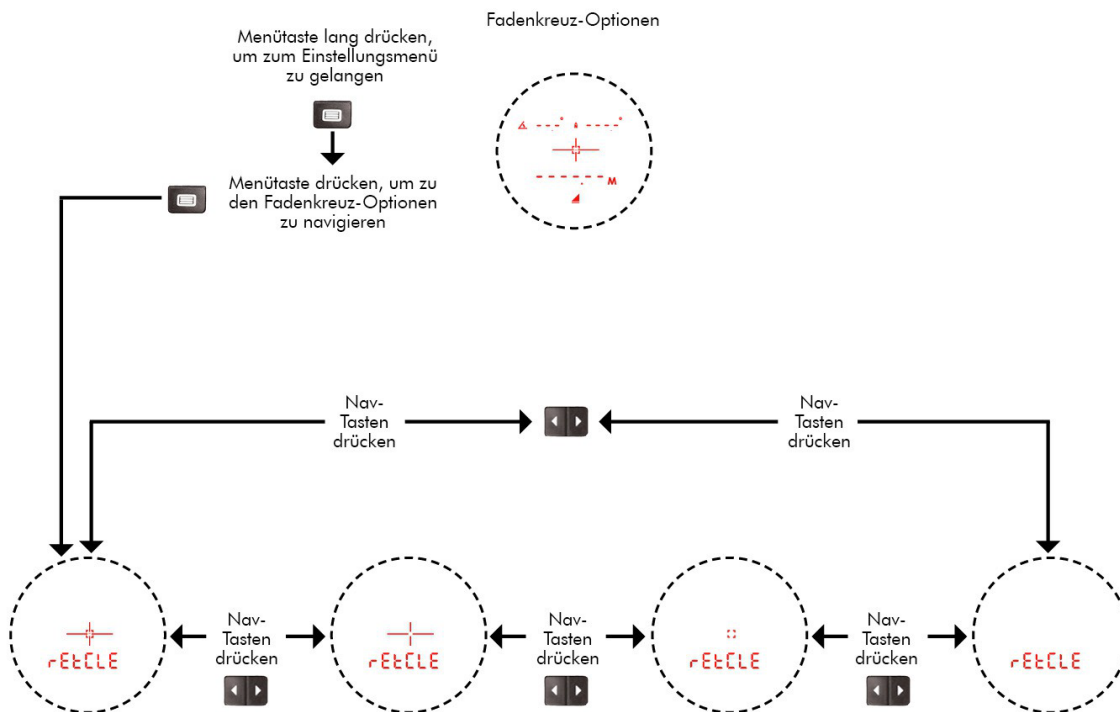 Fadenkreuz-Optionen
Menütaste lang drücken,
um zum Einstellungsmenü
zu gelangen
M
Menütaste drücken, um zu
den Fadenkreuz-Optionen
zu navigieren
Nav-
Tasten
drücken
Nav-
Tasten
drücken
rEtCLE
Nav-
Tasten
drücken
rEtCLE
Nav-
Tasten
drücken
rEtCLE
Nav-
Tasten
drücken
rEtCLE